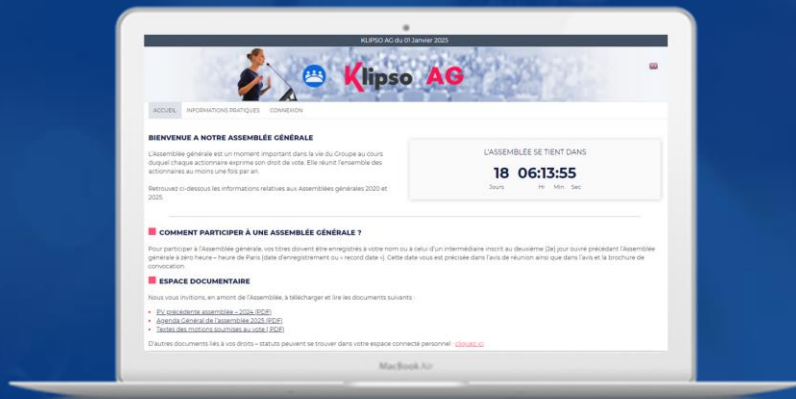 KLIPSO AG du 01 Janvier 2025
Klipso AG
ACCUEIL INFORMATIONS PRATIQUES CONNEXION
BIENVENUE A NOTRE ASSEMBLÉE GÉNÉRALE
L'Assemblée générale est un moment important dans la vie du Groupe au cours
duquel chaque actionnaire exprime son droit de vote. Elle réunit l'ensemble des
actionnaires au moins une fois par an.
Retrouvez ci-dessous les informations relatives aux Assemblées générales 2020 et
2025.
L'ASSEMBLÉE SE TIENT DANS
18 06:13:55
Jours Hr Min Sec
COMMENT PARTICIPER À UNE ASSEMBLÉE GÉNÉRALE ?
Pour participer à l'Assemblée générale, vos titres doivent être enregistrés à votre nom ou à celui d'un intermédiaire inscrit au deuxième (2e) jour ouvré précédant l'Assemblée
générale à zéro heure – heure de Paris (date d'enregistrement ou « record date »). Cette date vous est précisée dans l'avis de réunion ainsi que dans l'avis et la brochure de
convocation.
ESPACE DOCUMENTAIRE
Nous vous invitons, en amont de l'Assemblée, à télécharger et lire les documents suivants :
• PV précédente assemblée – 2024 (PDF)
• Agenda Général de l'assemblée 2025 (PDF)
• Textes des motions soumises au vote ( PDF)
D'autres documents liés à vos droits – statuts peuvent se trouver dans votre espace connecté personnel : cliquez ici
MacBook Air